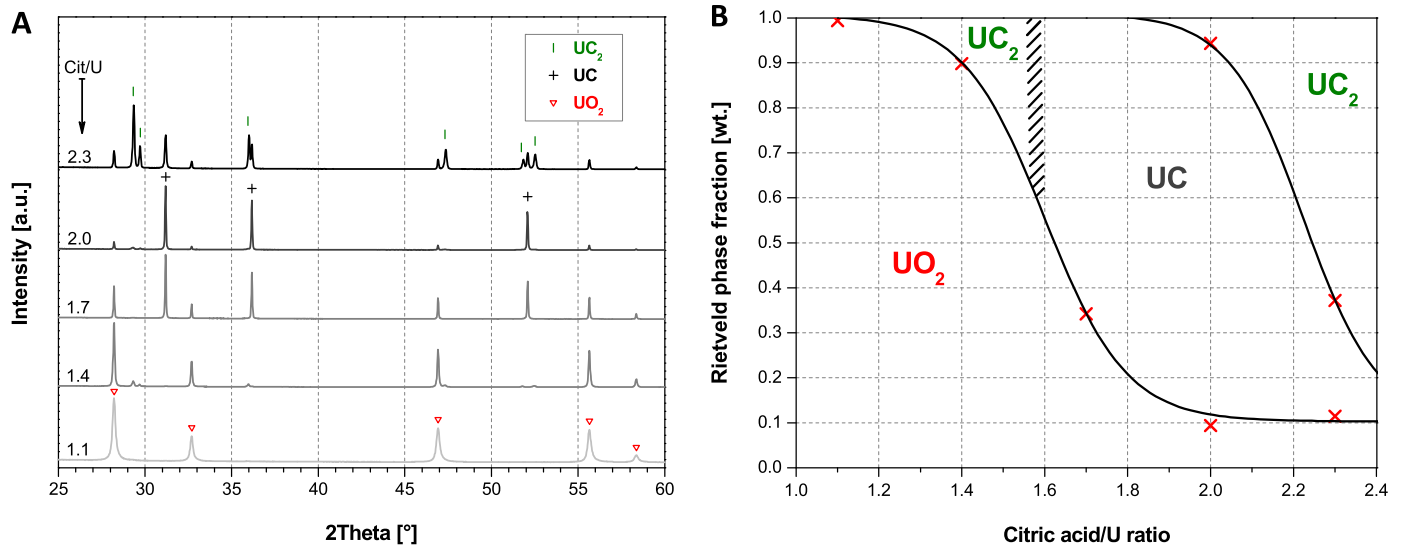 A
Cit/U
UC2
UC
UO2
2.3
2.0
1.7
1.4
1.1
Intensity [a.u.]
25 30 35 40 45 50 55 60
2Theta [°]
B
1.0
0.9
0.8
0.7
0.6
0.5
0.4
0.3
0.2
0.1
0.0
Rietveld phase fraction [wt.]
UC2
UC2
UC
UO2
1.0 1.2 1.4 1.6 1.8 2.0 2.2 2.4
Citric acid/U ratio